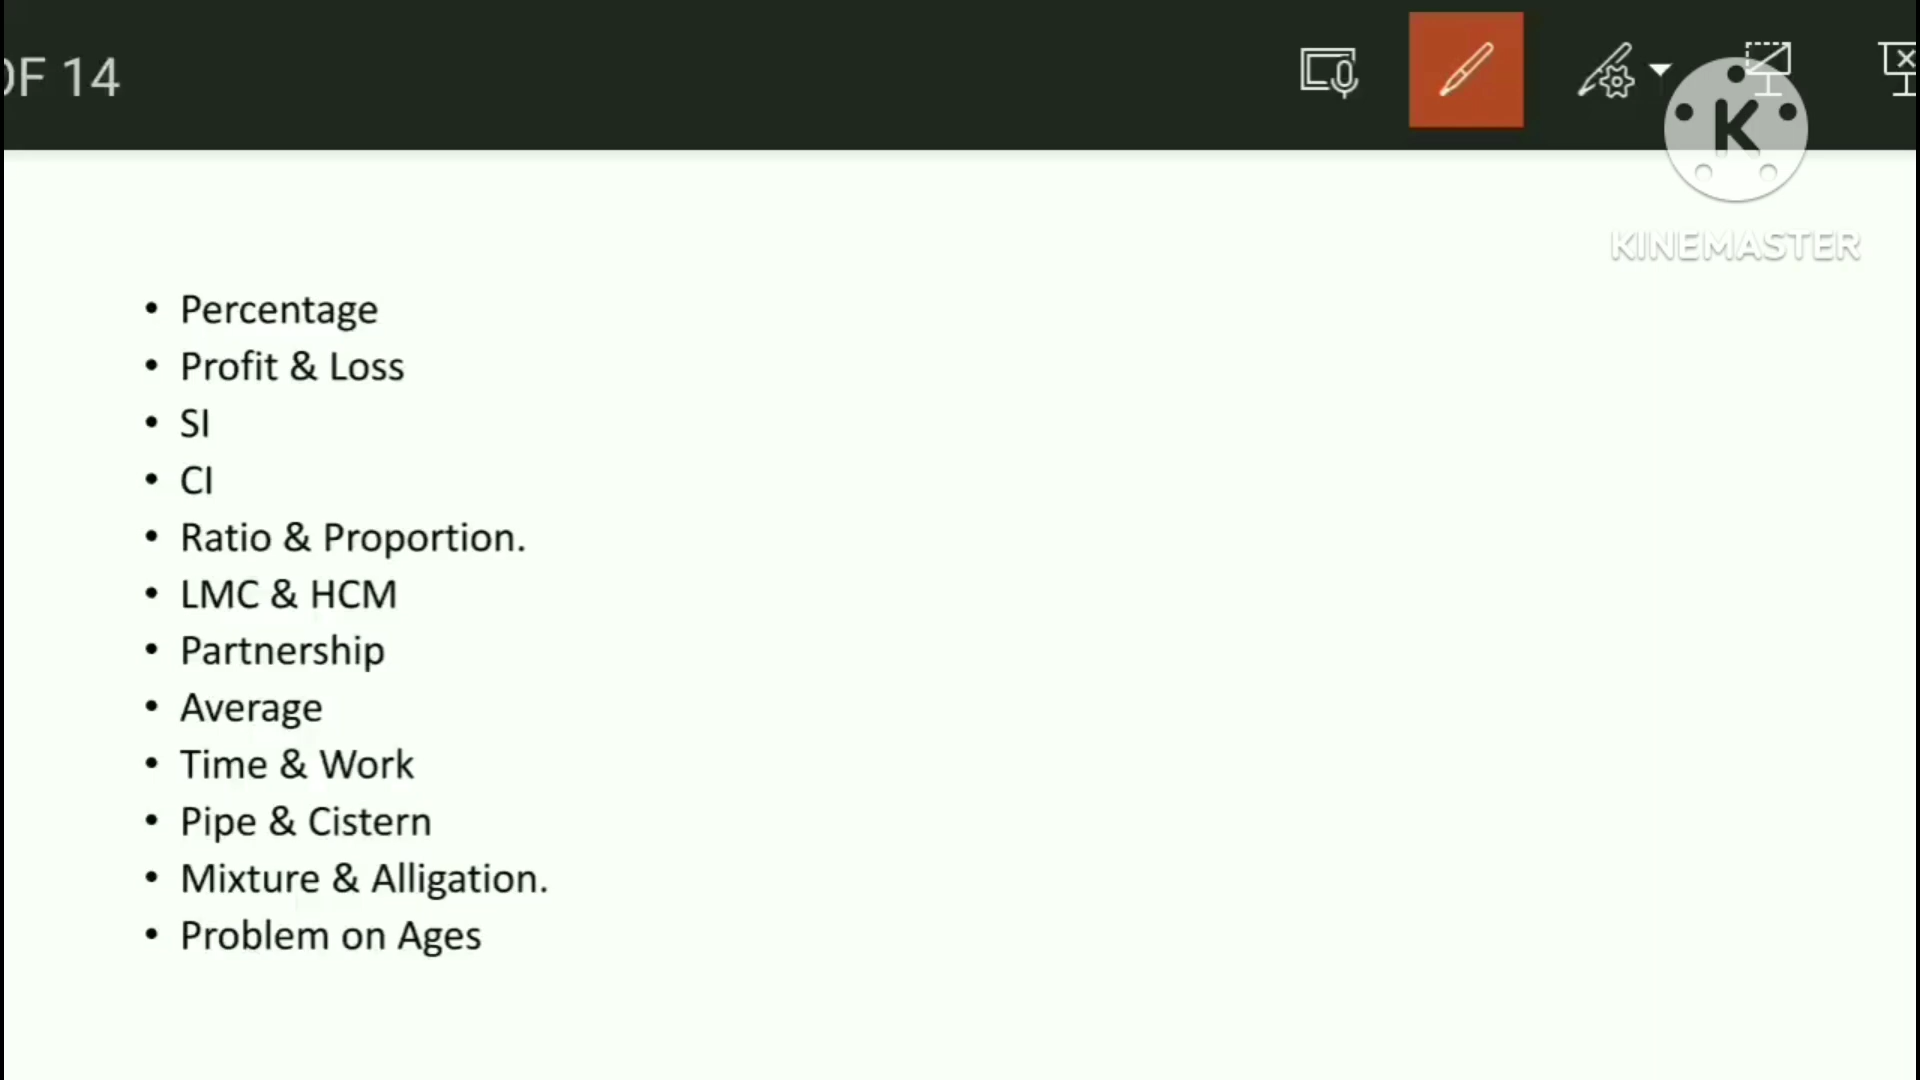 OF 14
K
KINEMASTER
• Percentage
• Profit & Loss
• SI
• CI
• Ratio & Proportion.
• LMC & HCM
• Partnership
• Average
• Time & Work
• Pipe & Cistern
• Mixture & Alligation.
• Problem on Ages